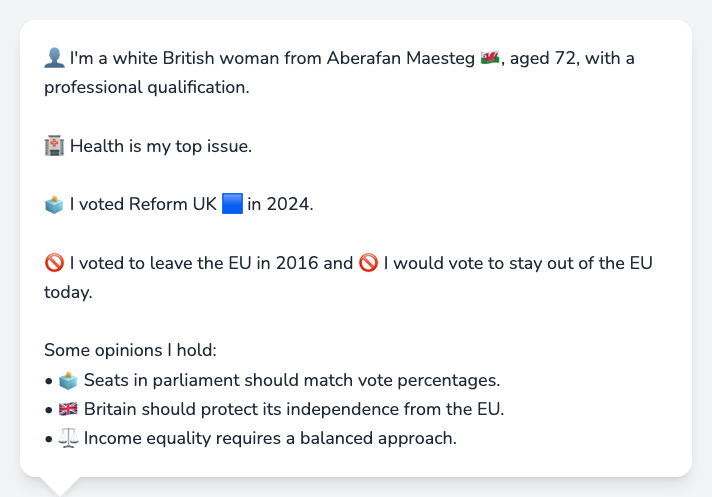 👤 I'm a white British woman from Aberafan Maesteg 🏴󠁧󠁢󠁷󠁬󠁳󠁿, aged 72, with a
professional qualification.
🏥 Health is my top issue.
🗳️ I voted Reform UK 🟦 in 2024.
🚫 I voted to leave the EU in 2016 and 🚫 I would vote to stay out of the EU
today.
Some opinions I hold:
• 🗳️ Seats in parliament should match vote percentages.
• 🇬🇧 Britain should protect its independence from the EU.
• ⚖️ Income equality requires a balanced approach.